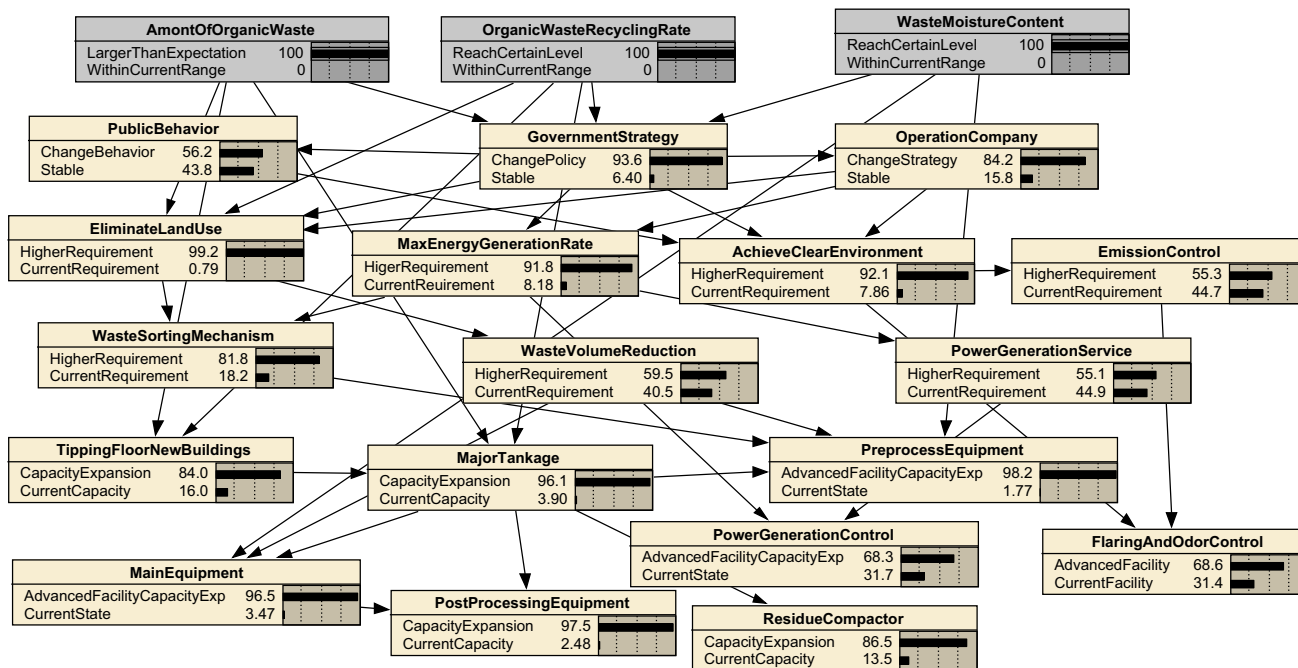 AmontOfOrganicWaste
LargerThanExpectation 100
WithinCurrentRange 0
OrganicWasteRecyclingRate
ReachCertainLevel 100
WithinCurrentRange 0
WasteMoistureContent
ReachCertainLevel 100
WithinCurrentRange 0
PublicBehavior
ChangeBehavior 56.2
Stable 43.8
GovernmentStrategy
ChangePolicy 93.6
Stable 6.40
OperationCompany
ChangeStrategy 84.2
Stable 15.8
EliminateLandUse
HigherRequirement 99.2
CurrentRequirement 0.79
MaxEnergyGenerationRate
HigerRequirement 91.8
CurrentReuirement 8.18
AchieveClearEnvironment
HigherRequirement 92.1
CurrentRequirement 7.86
EmissionControl
HigherRequirement 55.3
CurrentRequirement 44.7
WasteSortingMechanism
HigherRequirement 81.8
CurrentRequirement 18.2
WasteVolumeReduction
HigherRequirement 59.5
CurrentRequirement 40.5
PowerGenerationService
HigherRequirement 55.1
CurrentRequirement 44.9
TippingFloorNewBuildings
CapacityExpansion 84.0
CurrentCapacity 16.0
MajorTankage
CapacityExpansion 96.1
CurrentCapacity 3.90
PreprocessEquipment
AdvancedFacilityCapacityExp 98.2
CurrentState 1.77
PowerGenerationControl
AdvancedFacilityCapacityExp 68.3
CurrentState 31.7
FlaringAndOdorControl
AdvancedFacility 68.6
CurrentFacility 31.4
MainEquipment
AdvancedFacilityCapacityExp 96.5
CurrentState 3.47
PostProcessingEquipment
CapacityExpansion 97.5
CurrentCapacity 2.48
ResidueCompactor
CapacityExpansion 86.5
CurrentCapacity 13.5